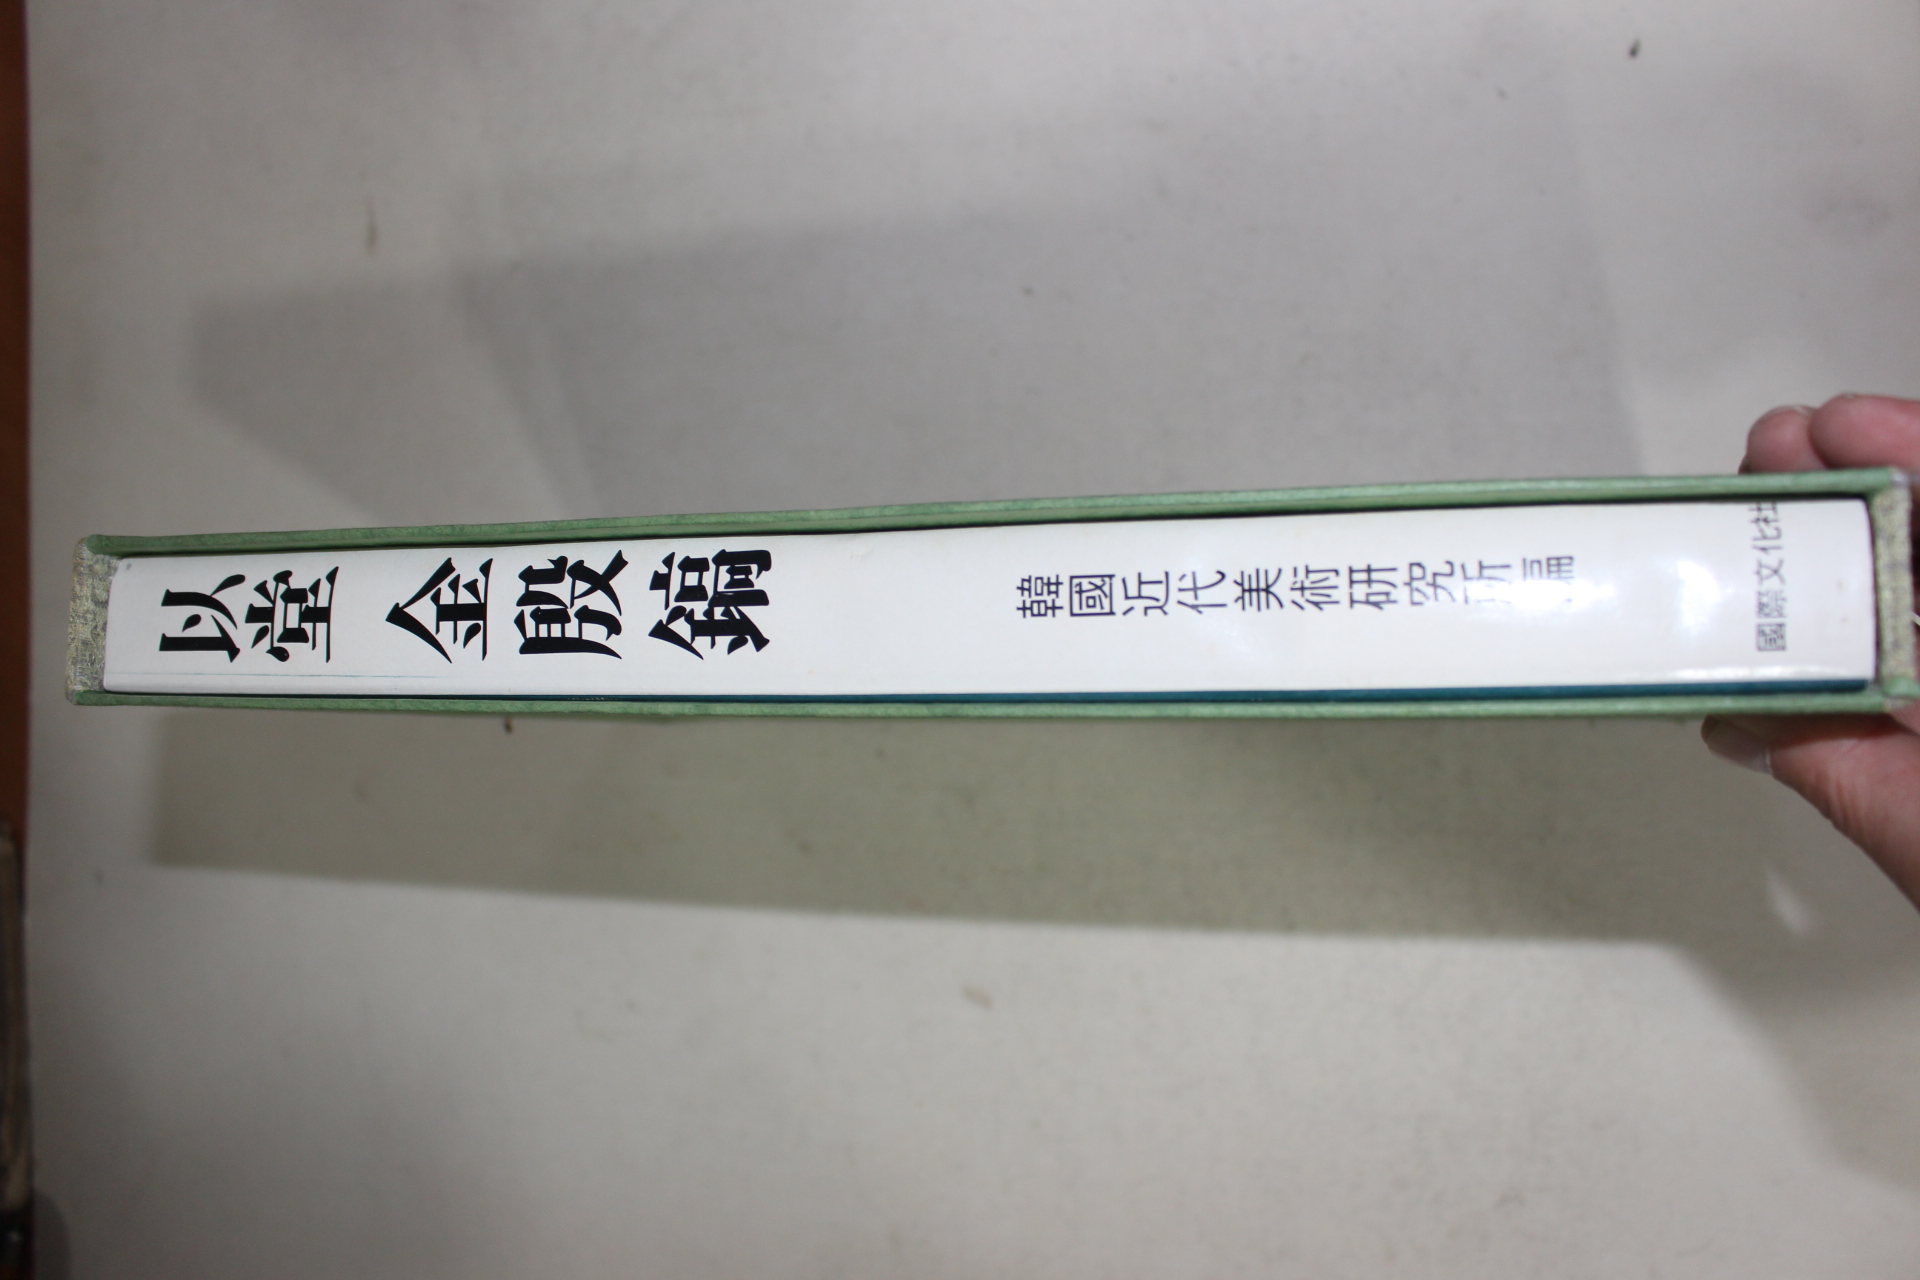 以堂 金殷鎬
韓國近代美術研究所 編
國際文化社